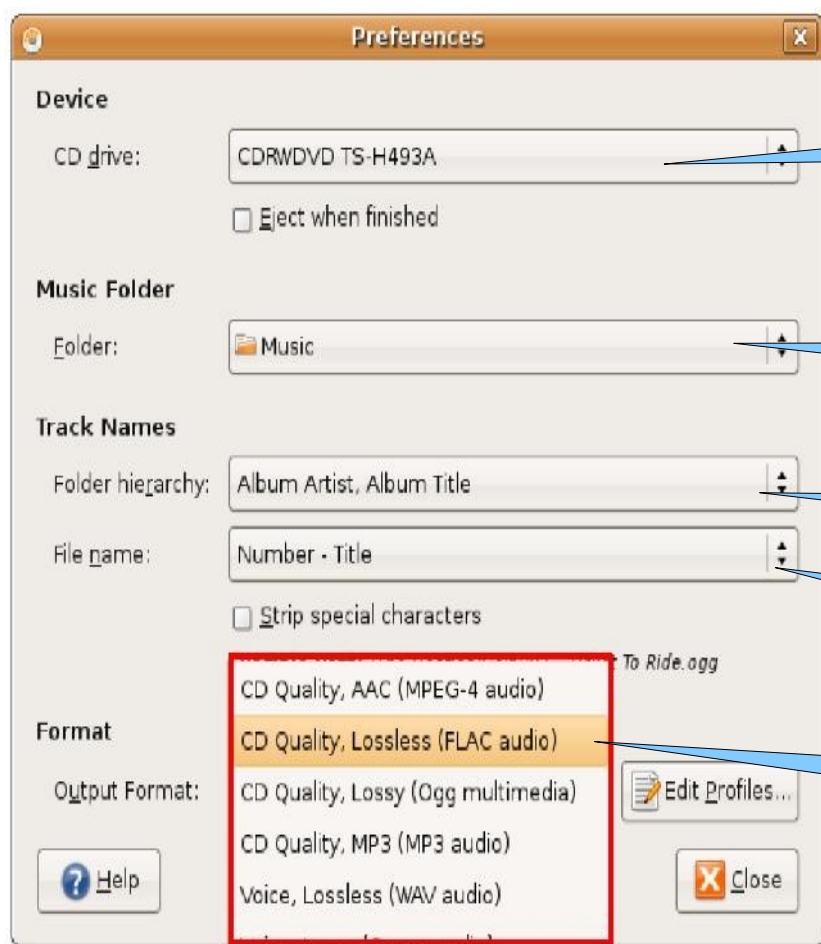 Preferences
Device
CD drive: CDRWDVD TS-H493A
Eject when finished
Music Folder
Folder: Music
Track Names
Folder hierarchy: Album Artist, Album Title
File name: Number - Title
Strip special characters
To Ride.ogg
CD Quality, AAC (MPEG-4 audio)
Format
CD Quality, Lossless (FLAC audio)
Output Format: CD Quality, Lossy (Ogg multimedia) Edit Profiles...
CD Quality, MP3 (MP3 audio)
Help Close
Voice, Lossless (WAV audio)